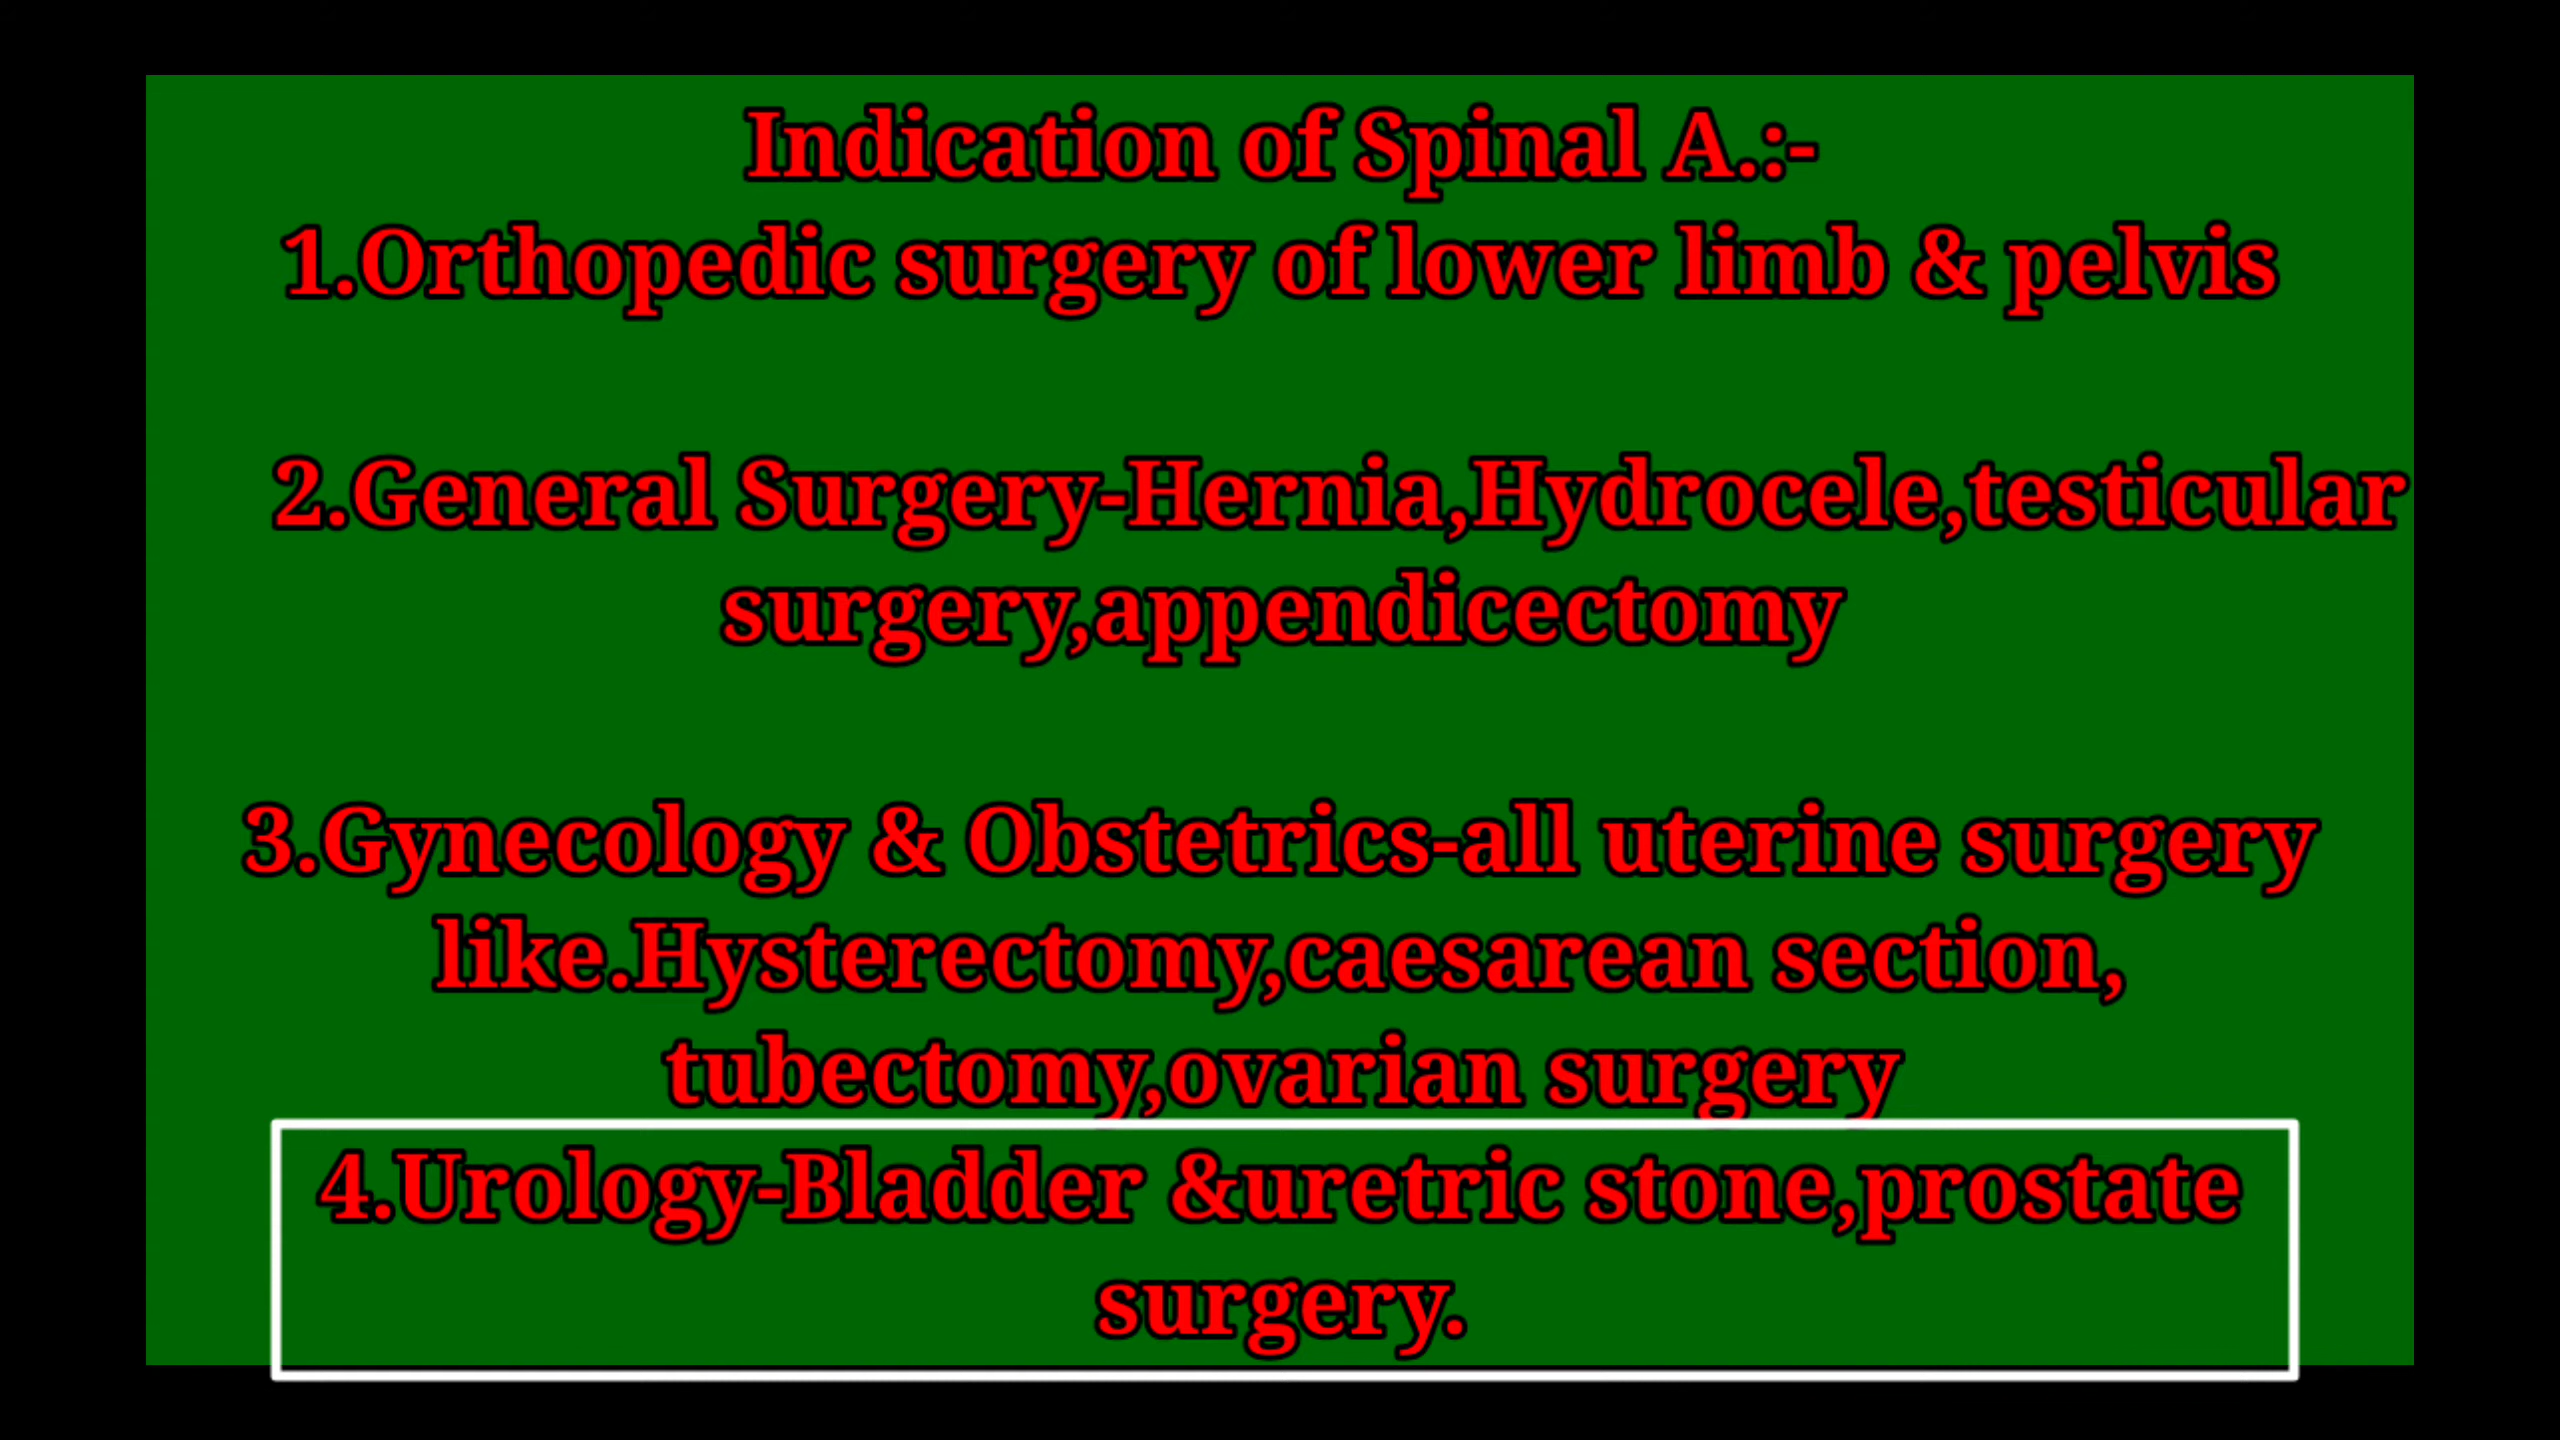 Indication of Spinal A.:-
1.Orthopedic surgery of lower limb & pelvis
2.General Surgery-Hernia,Hydrocele,testicular
surgery,appendicectomy
3.Gynecology & Obstetrics-all uterine surgery
like.Hysterectomy,caesarean section,
tubectomy,ovarian surgery
4.Urology-Bladder &uretric stone,prostate
surgery.